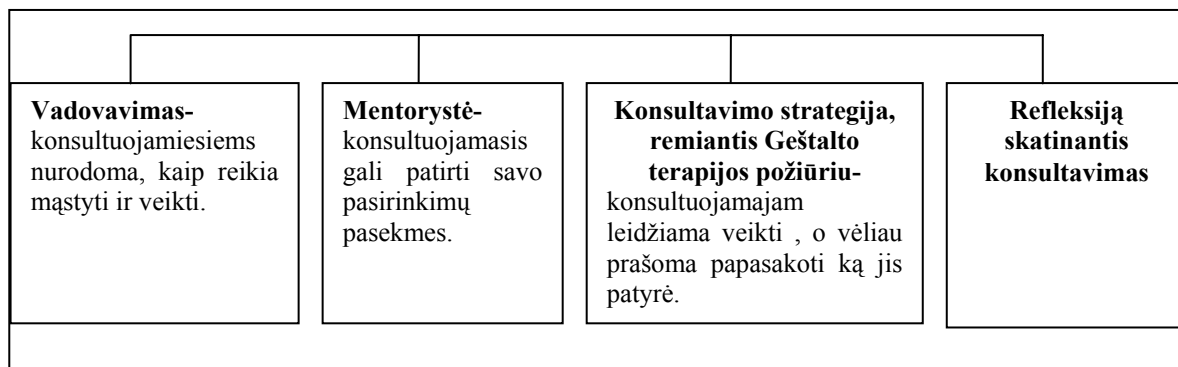 Vadovavimas-
konsultuojamiesiems
nurodoma, kaip reikia
mąstyti ir veikti.
Mentorystė-
konsultuojamasis
gali patirti savo
pasirinkimų
pasekmes.
Konsultavimo strategija,
remiantis Geštalto
terapijos požiūriu-
konsultuojamajam
leidžiama veikti , o vėliau
prašoma papasakoti ką jis
patyrė.
Refleksiją
skatinantis
konsultavimas